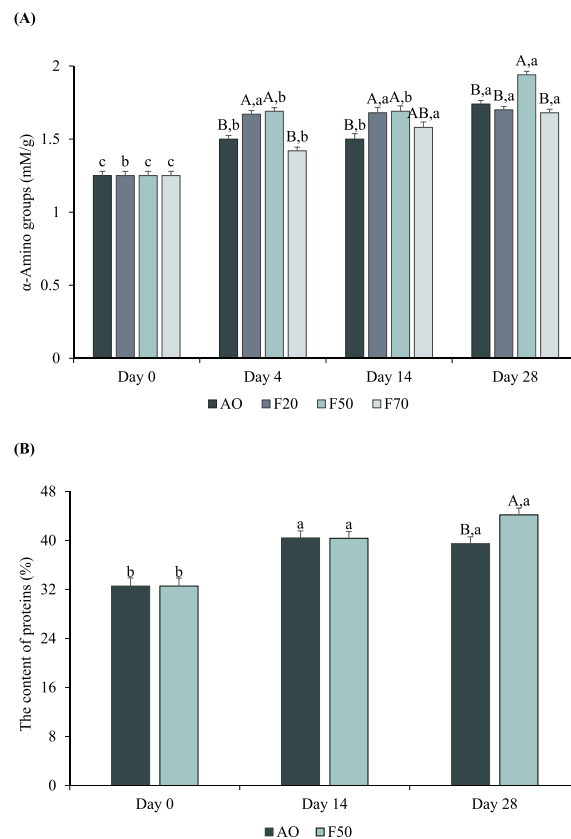 (A)
α-Amino groups (mM/g)
2
1.5
1
0.5
0
c b c c
B,b A,a A,b B,b
B,b A,a A,b AB,a
B,a B,a A,a B,a
Day 0 Day 4 Day 14 Day 28
AO F20 F50 F70
(B)
The content of proteins (%)
48
40
32
24
16
8
0
b b
a a
B,a A,a
Day 0 Day 14 Day 28
AO F50